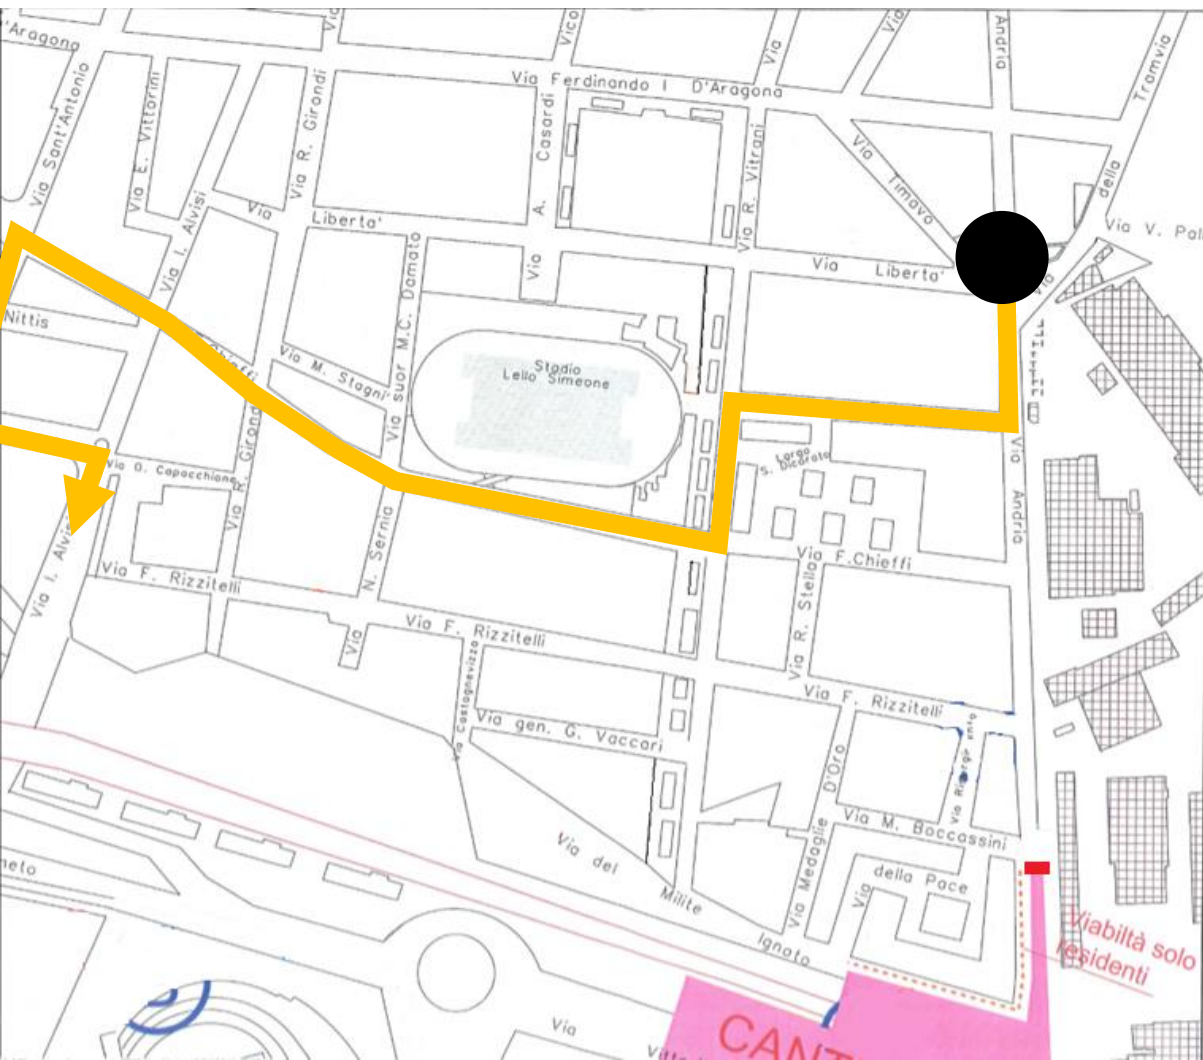 D'Aragona
Via Sant'Antonio
Via E. Vittorini
Via R. Girondi
Via I. Alvisi
Via
Liberta'
Via Ferdinando I D'Aragona
A. Casardi
Via
Via R. Vitrani
Via
Via
Andria
Tramvia
della
Via
Via Timavo
Via Liberta'
Via V. Pal
Nittis
Chieffi
Via M. Stagni'
Via suor M.C. Damato
Stadio
Lello Simeone
Largo
S. Dicorato
Via Andria
Via G. Capacchione
Via R. Girondi
Via I. Alvisi
Via F. Rizzitelli
N. Sernia
Via
Via F. Rizzitelli
Via Castagnevizza
Via gen. G. Vaccari
Via F.Chieffi
Via R. Stella
Via F. Rizzitelli
Via Medaglie D'Oro
Via M. Boccassini
Via
della Pace
Via del
Milite
Ignoto
neto
Viabiltà solo
residenti
Via
CANT